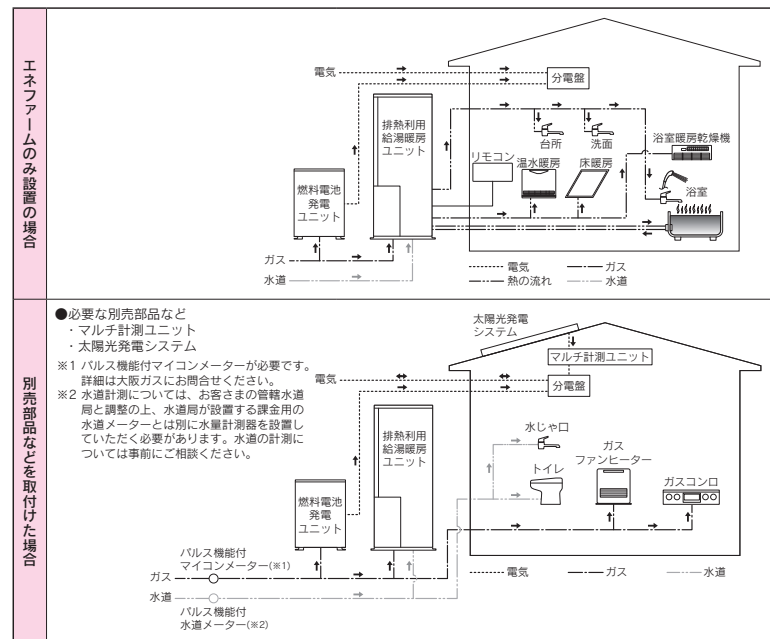 エネファームのみ設置の場合
電気
分電盤
排熱利用
給湯暖房
ユニット
台所
洗面
浴室暖房乾燥機
リモコン
温水暖房
床暖房
燃料電池
発電
ユニット
浴室
ガス
水道
電気
ガス
熱の流れ
水道
別売部品などを取付けた場合
●必要な別売部品など
・マルチ計測ユニット
・太陽光発電システム
※1 パルス機能付マイコンメーターが必要です。
詳細は大阪ガスにお問合せください。
※2 水道計測については、お客さまの管轄水道
局と調整の上、水道局が設置する課金用の
水道メーターとは別に水量計測器を設置し
ていただく必要があります。水道の計測に
ついては事前にご相談ください。
太陽光発電
システム
マルチ計測ユニット
電気
分電盤
排熱利用
給湯暖房
ユニット
水じゃ口
トイレ
ガス
ファンヒーター
ガスコンロ
燃料電池
発電
ユニット
パルス機能付
マイコンメーター(※1)
ガス
水道
パルス機能付
水道メーター(※2)
電気
ガス
水道